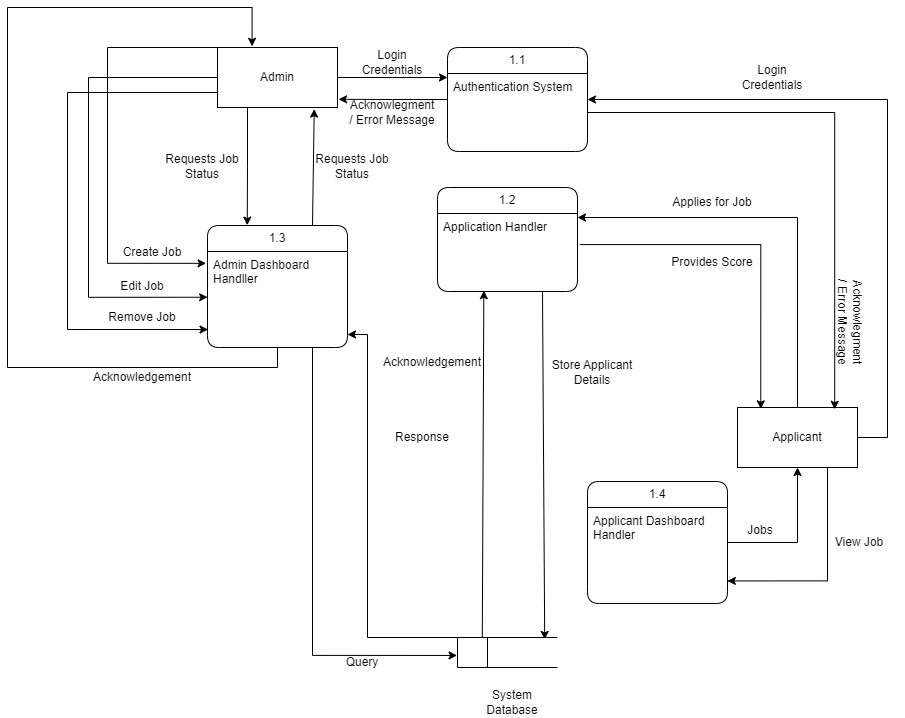 Admin
Login
Credentials
1.1
Authentication System
Login
Credentials
Acknowlegment
/ Error Message
Requests Job
Status
Requests Job
Status
1.2
Application Handler
Applies for Job
Provides Score
1.3
Admin Dashboard
Handller
Create Job
Edit Job
Remove Job
Acknowledgement
Acknowlegment
/ Error Message
Acknowledgement
Store Applicant
Details
Response
Applicant
1.4
Applicant Dashboard
Handler
Jobs
View Job
Query
System
Database